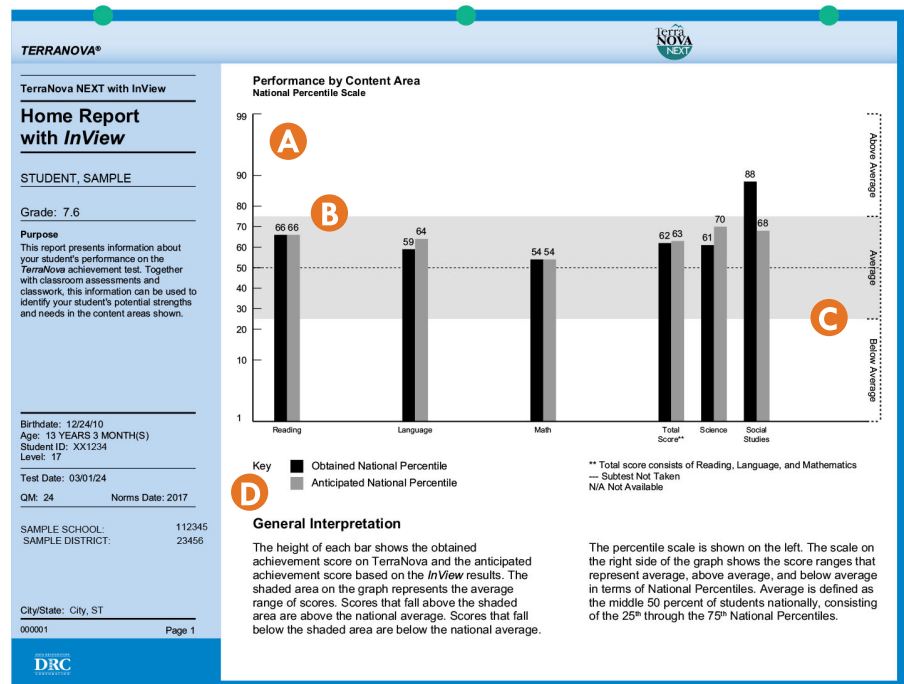 TERRANOVA®
Terra
NOVA
NEXT
TerraNova NEXT with InView
Home Report
with InView
STUDENT, SAMPLE
Grade: 7.6
Purpose
This report presents information about
your student's performance on the
TerraNova achievement test. Together
with classroom assessments and
classwork, this information can be used to
identify your student's potential strengths
and needs in the content areas shown.
Birthdate: 12/24/10
Age: 13 YEARS 3 MONTH(S)
Student ID: XX1234
Level: 17
Test Date: 03/01/24
QM: 24 Norms Date: 2017
SAMPLE SCHOOL: 112345
SAMPLE DISTRICT: 23456
City/State: City, ST
000001 Page 1
DRC
CORPORATION
Performance by Content Area
National Percentile Scale
A
B
C
D
99
90
80
70
60
50
40
30
20
10
1
66 66
59 64
54 54
62 63
61 70
88 68
Above Average
Average
Below Average
Reading
Language
Math
Total
Score**
Science
Social
Studies
Key
Obtained National Percentile
Anticipated National Percentile
** Total score consists of Reading, Language, and Mathematics
--- Subtest Not Taken
N/A Not Available
General Interpretation
The height of each bar shows the obtained
achievement score on TerraNova and the anticipated
achievement score based on the InView results. The
shaded area on the graph represents the average
range of scores. Scores that fall above the shaded
area are above the national average. Scores that fall
below the shaded area are below the national average.
The percentile scale is shown on the left. The scale on
the right side of the graph shows the score ranges that
represent average, above average, and below average
in terms of National Percentiles. Average is defined as
the middle 50 percent of students nationally, consisting
of the 25th through the 75th National Percentiles.